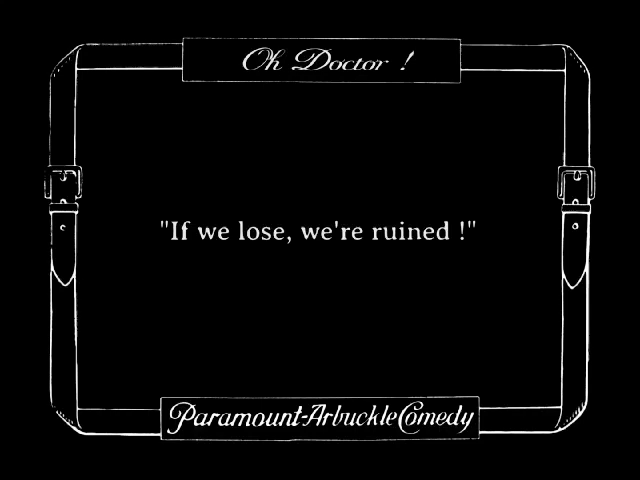 Oh Doctor !
"If we lose, we're ruined !"
Paramount-Arbuckle Comedy